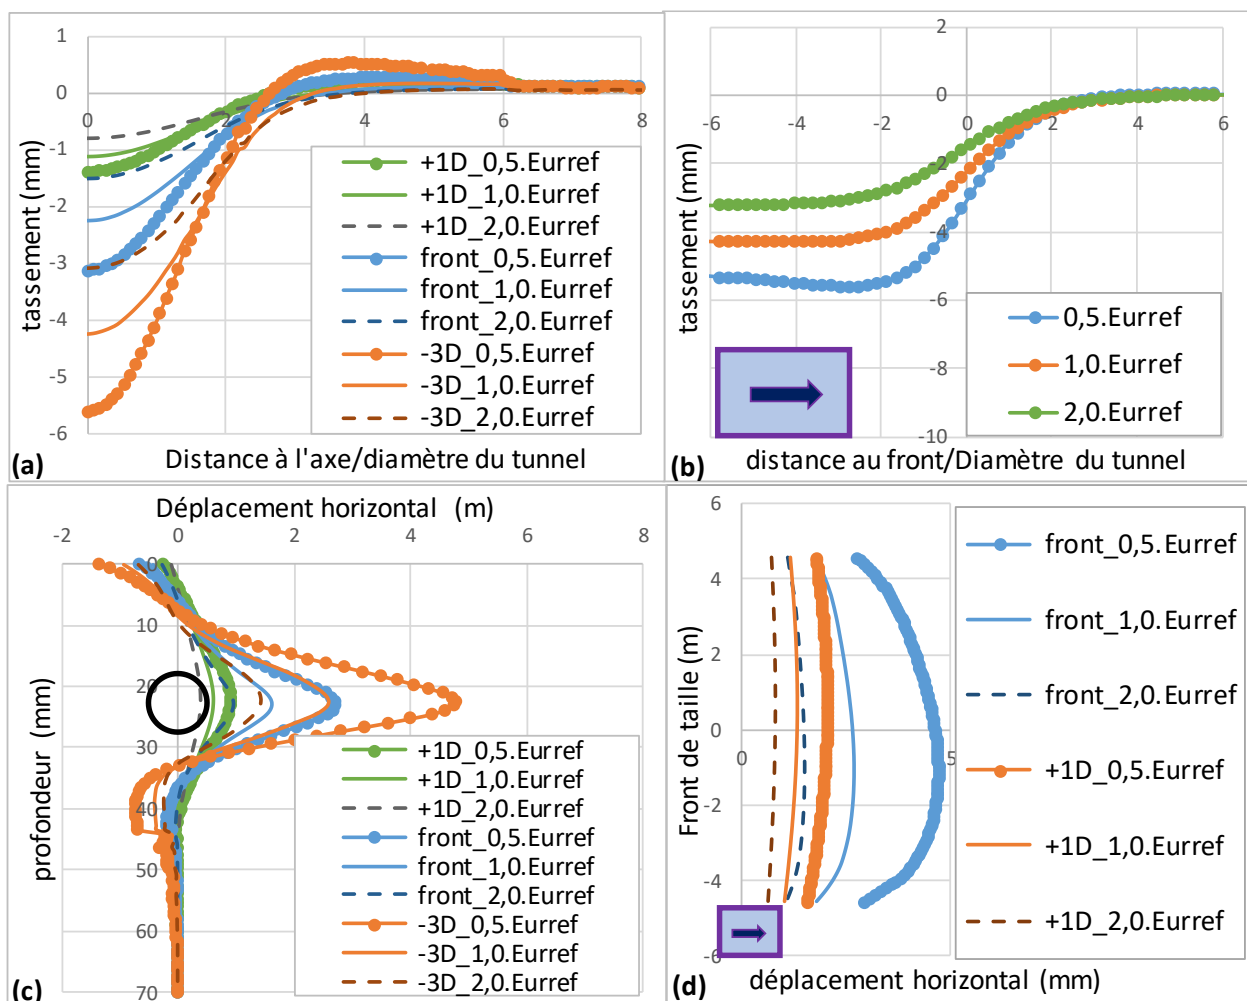 1
0
-1
-2
-3
-4
-5
-6
0
2
4
6
8
tassement (mm)
+1D_0,5.Eurref
+1D_1,0.Eurref
+1D_2,0.Eurref
front_0,5.Eurref
front_1,0.Eurref
front_2,0.Eurref
-3D_0,5.Eurref
-3D_1,0.Eurref
-3D_2,0.Eurref
(a)
Distance à l'axe/diamètre du tunnel
2
0
-2
-4
-6
-8
-10
-6
-4
-2
0
2
4
6
tassement (mm)
0,5.Eurref
1,0.Eurref
2,0.Eurref
(b)
distance au front/Diamètre du tunnel
Déplacement horizontal (m)
-2
0
2
4
6
8
0
10
20
30
40
50
60
70
profondeur (mm)
+1D_0,5.Eurref
+1D_1,0.Eurref
+1D_2,0.Eurref
front_0,5.Eurref
front_1,0.Eurref
front_2,0.Eurref
-3D_0,5.Eurref
-3D_1,0.Eurref
-3D_2,0.Eurref
(c)
6
4
2
0
-2
-4
-6
0
5
Front de taille (m)
front_0,5.Eurref
front_1,0.Eurref
front_2,0.Eurref
+1D_0,5.Eurref
+1D_1,0.Eurref
+1D_2,0.Eurref
(d)
déplacement horizontal (mm)